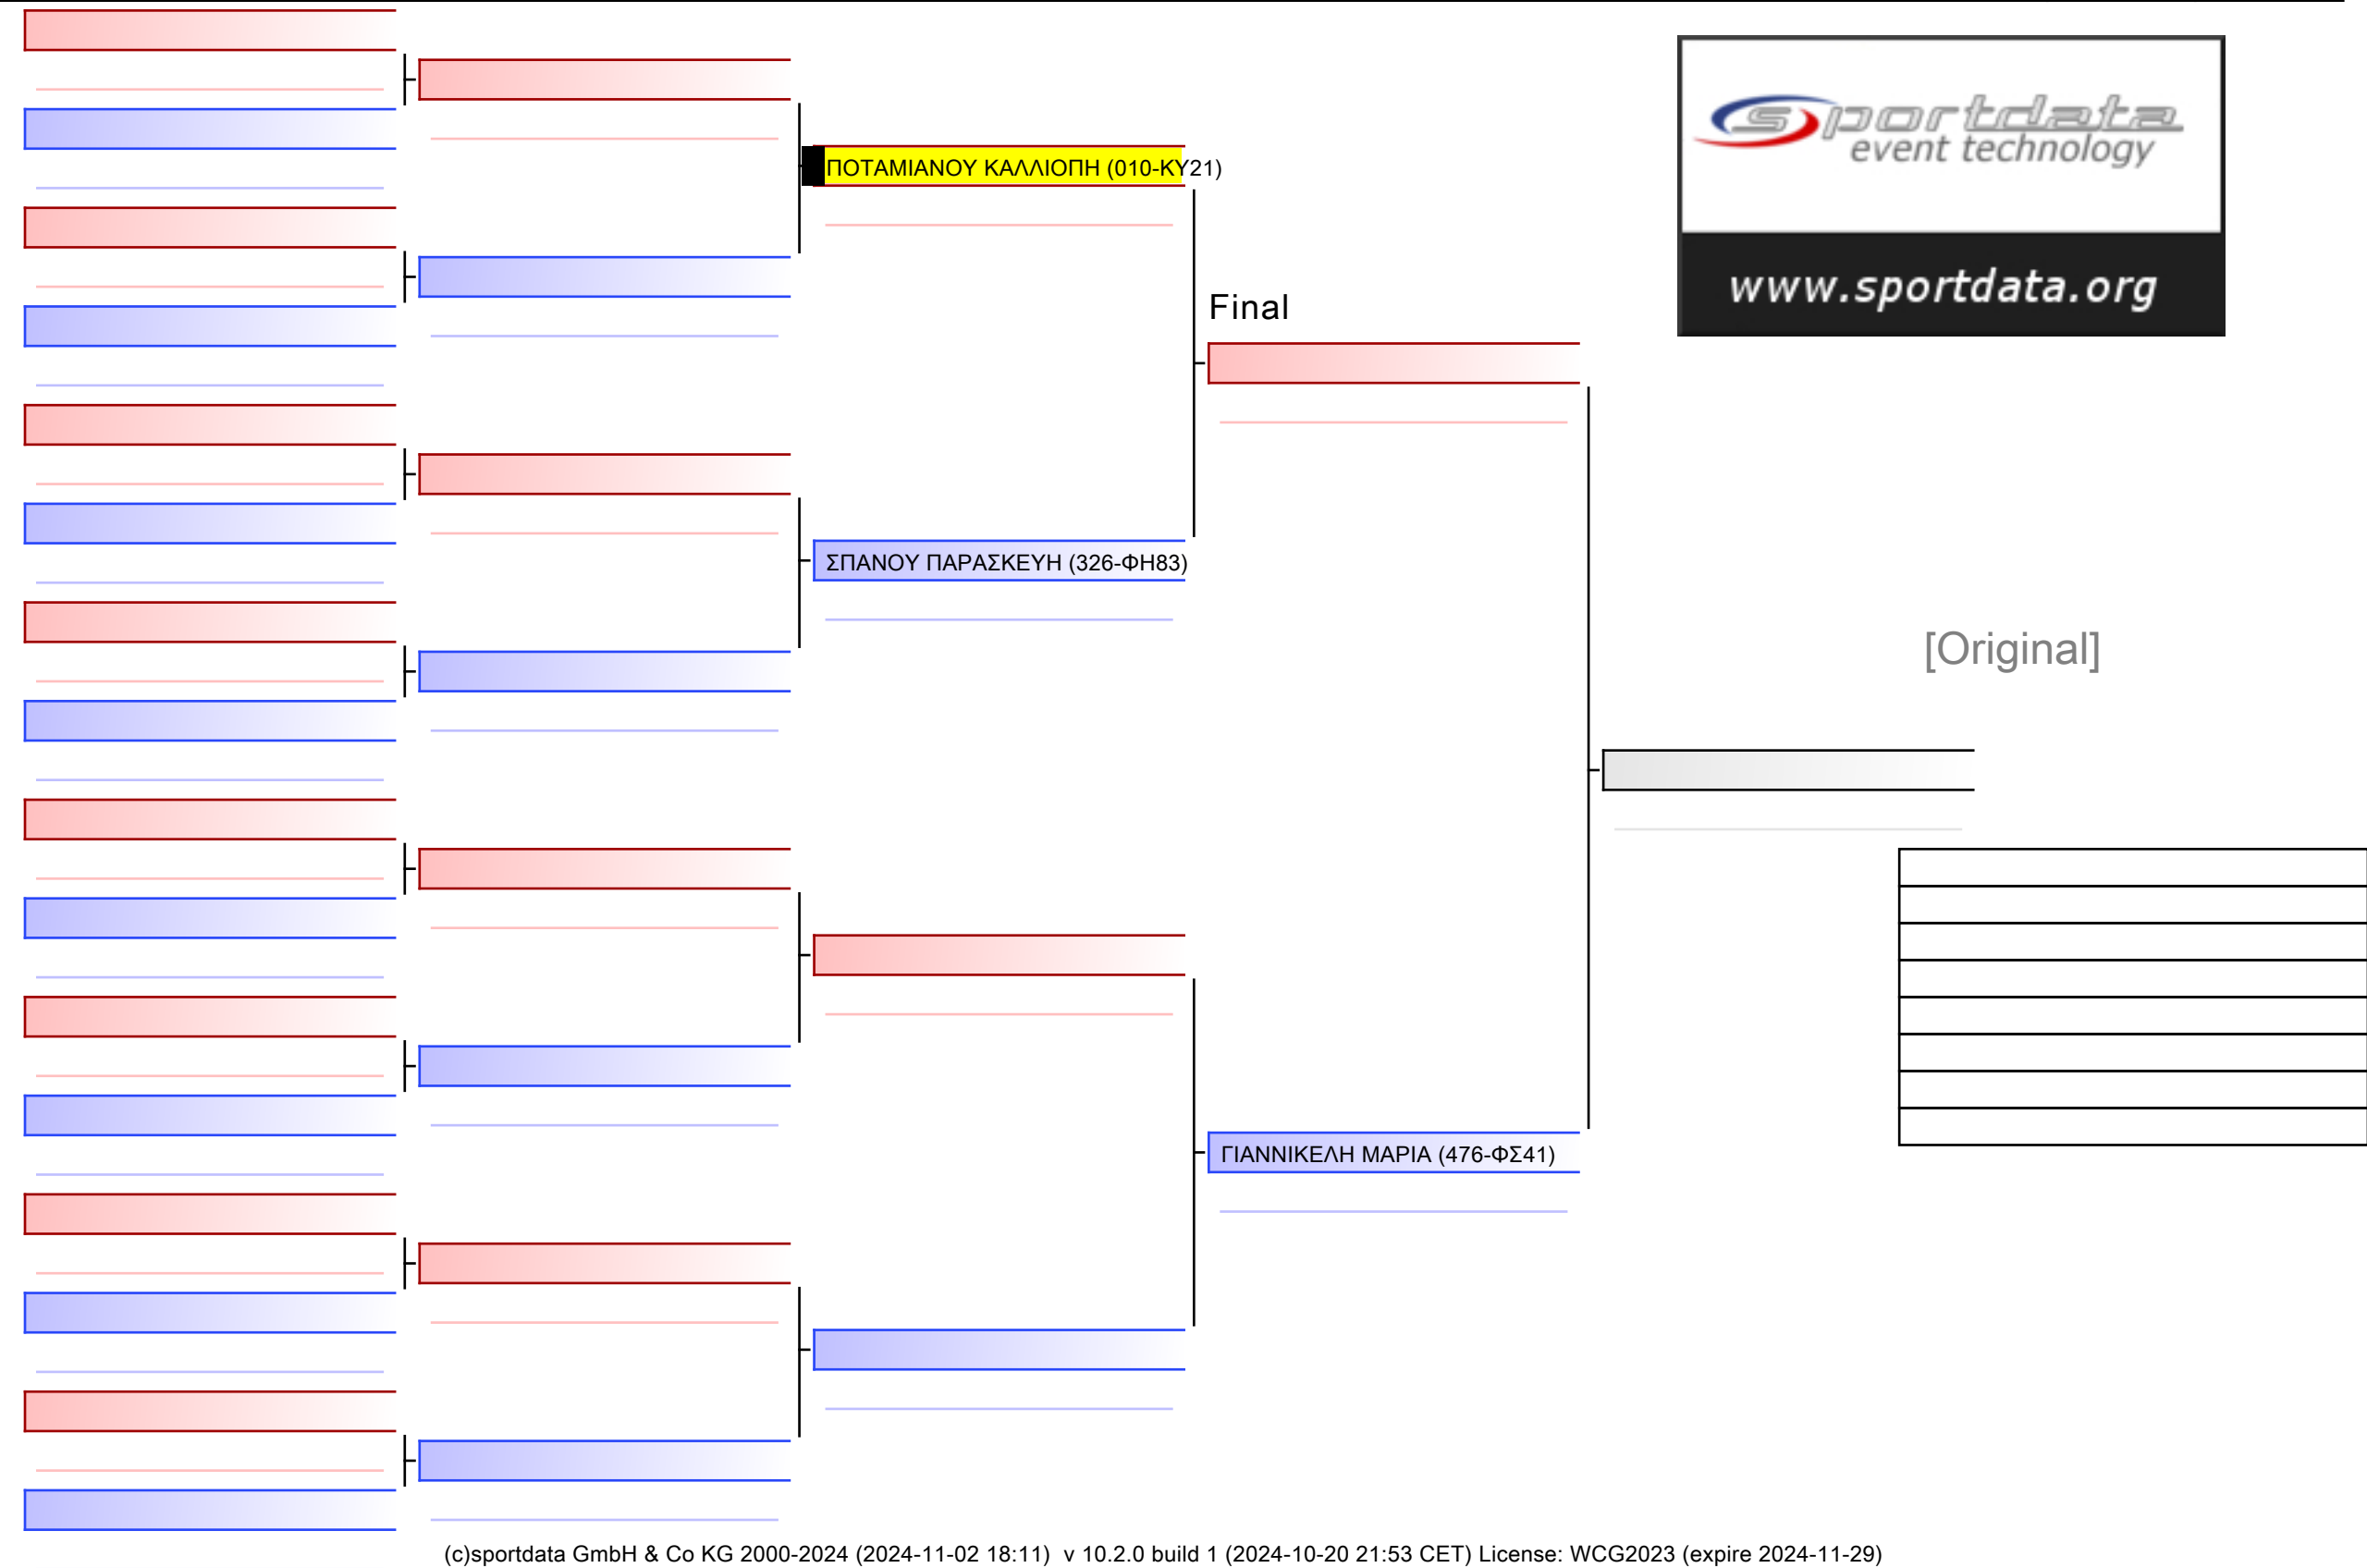 sportdata
event technology
www.sportdata.org
ΠΟΤΑΜΙΑΝΟΥ ΚΑΛΛΙΟΠΗ (010-ΚΥ21)
Final
ΣΠΑΝΟΥ ΠΑΡΑΣΚΕΥΗ (326-ΦΗ83)
[Original]
ΓΙΑΝΝΙΚΕΛΗ ΜΑΡΙΑ (476-ΦΣ41)
(c)sportdata GmbH & Co KG 2000-2024 (2024-11-02 18:11) v 10.2.0 build 1 (2024-10-20 21:53 CET) License: WCG2023 (expire 2024-11-29)